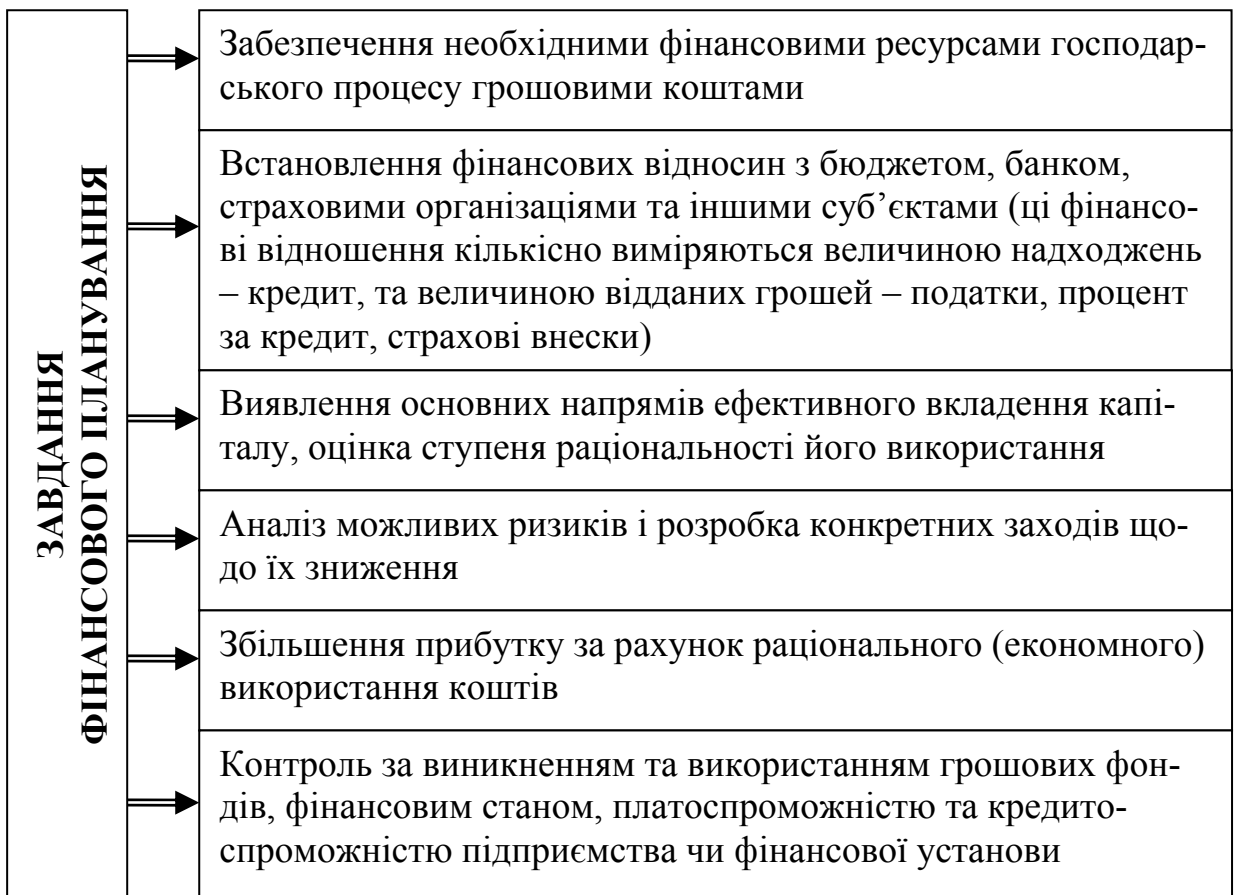 ЗАВДАННЯ
ФІНАНСОВОГО ПЛАНУВАННЯ
Забезпечення необхідними фінансовими ресурсами господар-
ського процесу грошовими коштами
Встановлення фінансових відносин з бюджетом, банком,
страховими організаціями та іншими суб’єктами (ці фінансо-
ві відношення кількісно виміряються величиною надходжень
– кредит, та величиною відданих грошей – податки, процент
за кредит, страхові внески)
Виявлення основних напрямів ефективного вкладення капі-
талу, оцінка ступеня раціональності його використання
Аналіз можливих ризиків і розробка конкретних заходів що-
до їх зниження
Збільшення прибутку за рахунок раціонального (економного)
використання коштів
Контроль за виникненням та використанням грошових фон-
дів, фінансовим станом, платоспроможністю та кредито-
спроможністю підприємства чи фінансової установи